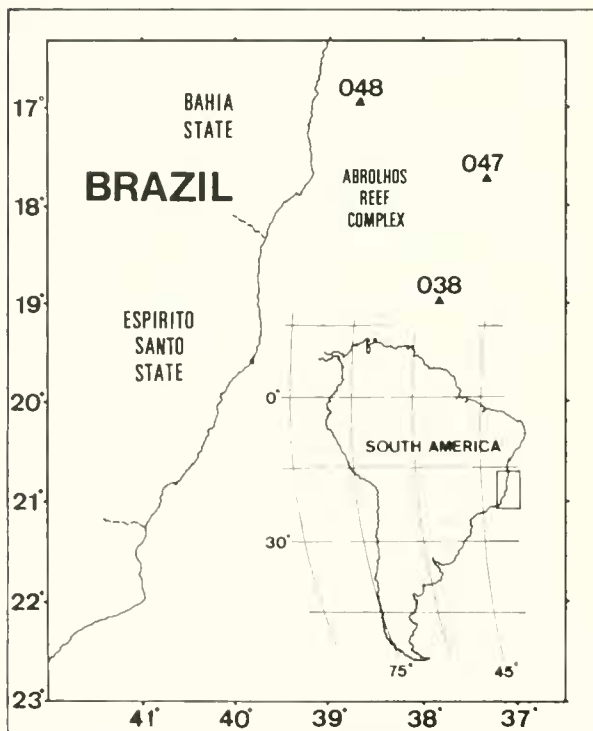 048
17°
BAHIA
STATE
047
BRAZIL
ABROLHOS
REEF
COMPLEX
18°
038
19°
ESPIRITO
SANTO
STATE
20°
0°
SOUTH AMERICA
21°
30°
22°
75°
45°
23°
41°
40°
39°
38°
37°